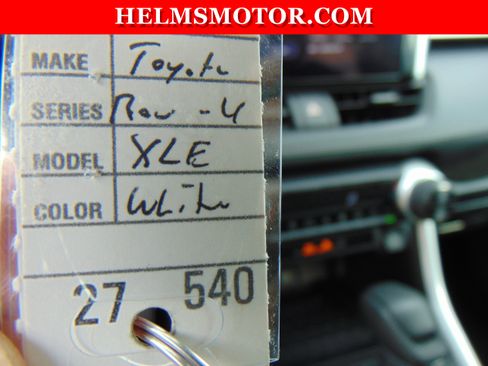 HELMSMOTOR.COM
MAKE Toyota
SERIES Rav-4
MODEL XLE
COLOR White
27 540